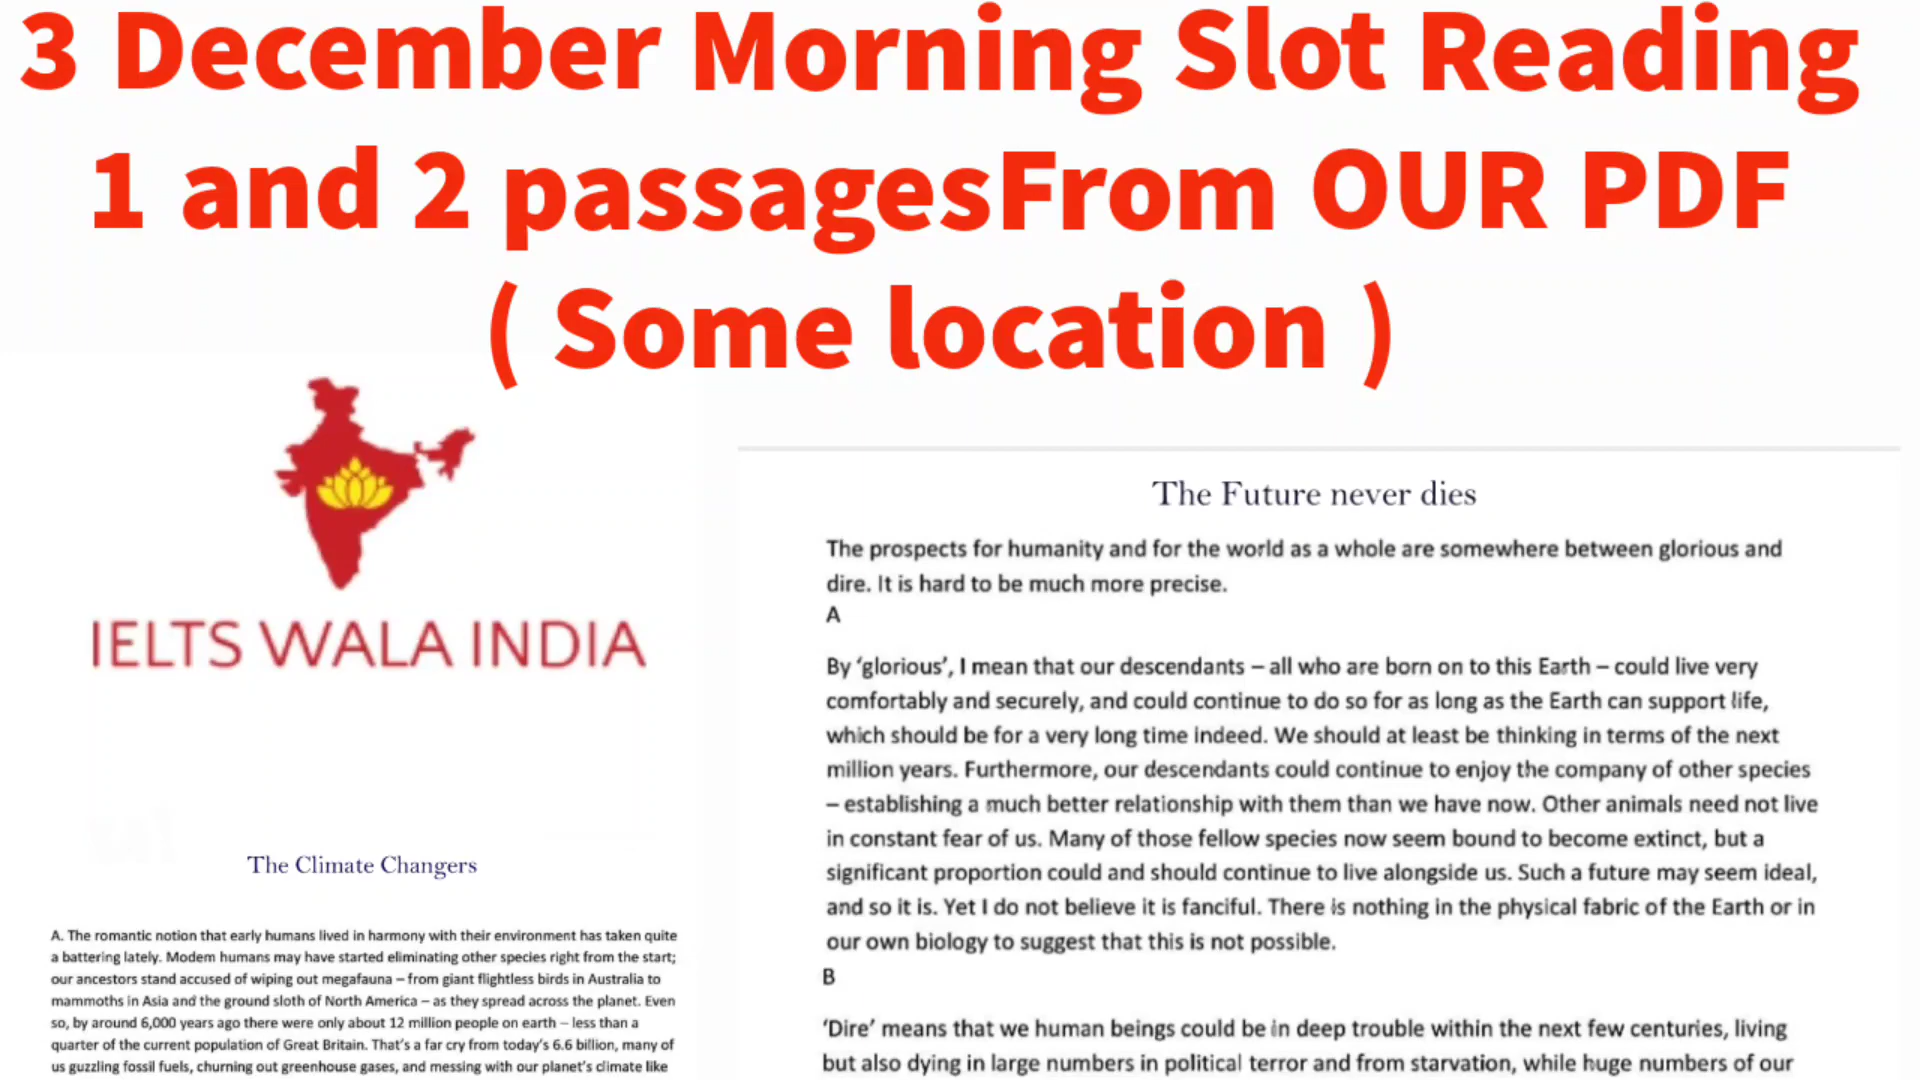 3 December Morning Slot Reading
1 and 2 passagesFrom OUR PDF
( Some location )
IELTS WALA INDIA
The Climate Changers
A. The romantic notion that early humans lived in harmony with their environment has taken quite
a battering lately. Modem humans may have started eliminating other species right from the start;
our ancestors stand accused of wiping out megafauna – from giant flightless birds in Australia to
mammoths in Asia and the ground sloth of North America – as they spread across the planet. Even
so, by around 6,000 years ago there were only about 12 million people on earth – less than a
quarter of the current population of Great Britain. That's a far cry from today's 6.6 billion, many of
us guzzling fossil fuels, churning out greenhouse gases, and messing with our planet's climate like
The Future never dies
The prospects for humanity and for the world as a whole are somewhere between glorious and
dire. It is hard to be much more precise.
A
By ‘glorious’, I mean that our descendants – all who are born on to this Earth – could live very
comfortably and securely, and could continue to do so for as long as the Earth can support life,
which should be for a very long time indeed. We should at least be thinking in terms of the next
million years. Furthermore, our descendants could continue to enjoy the company of other species
– establishing a much better relationship with them than we have now. Other animals need not live
in constant fear of us. Many of those fellow species now seem bound to become extinct, but a
significant proportion could and should continue to live alongside us. Such a future may seem ideal,
and so it is. Yet I do not believe it is fanciful. There is nothing in the physical fabric of the Earth or in
our own biology to suggest that this is not possible.
B
‘Dire’ means that we human beings could be in deep trouble within the next few centuries, living
but also dying in large numbers in political terror and from starvation, while huge numbers of our